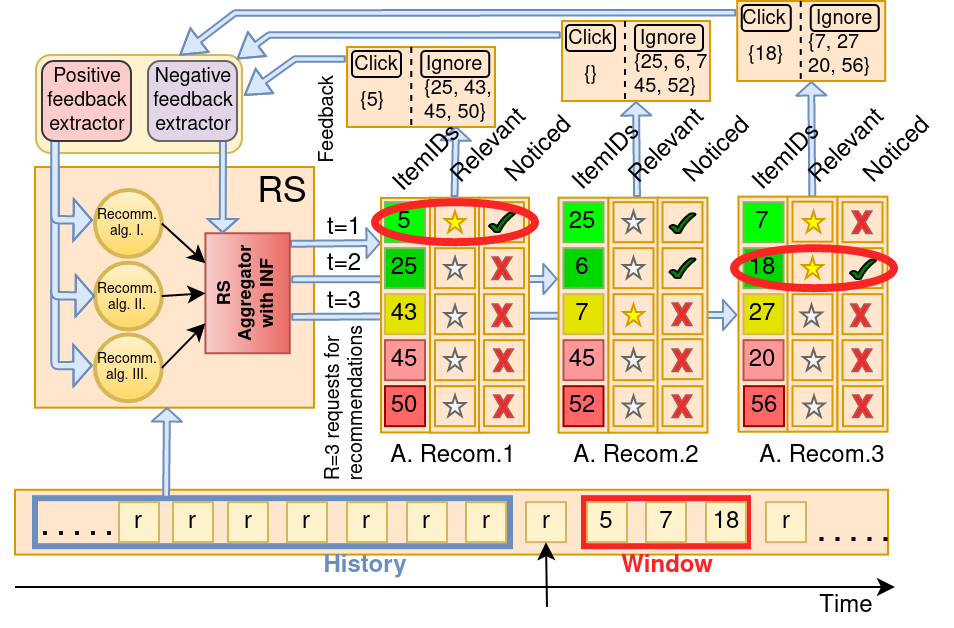 Click
Ignore
{18}
{7, 27
20, 56}
Click
Ignore
{}
{25, 6, 7
45, 52}
Click
Ignore
{5}
{25, 43,
45, 50}
Positive
feedback
extractor
Negative
feedback
extractor
Feedback
RS
Recomm.
alg. I.
Recomm.
alg. II.
Recomm.
alg. III.
RS
Aggregator
with INF
t=1
t=2
t=3
R=3 requests for
recommendations
ItemIDs
Relevant
Noticed
5
25
43
45
50
A. Recom.1
ItemIDs
Relevant
Noticed
25
6
7
45
52
A. Recom.2
ItemIDs
Relevant
Noticed
7
18
27
20
56
A. Recom.3
. . . . . r r r r r r r r 5 7 18 r . . . . .
History
Window
Time